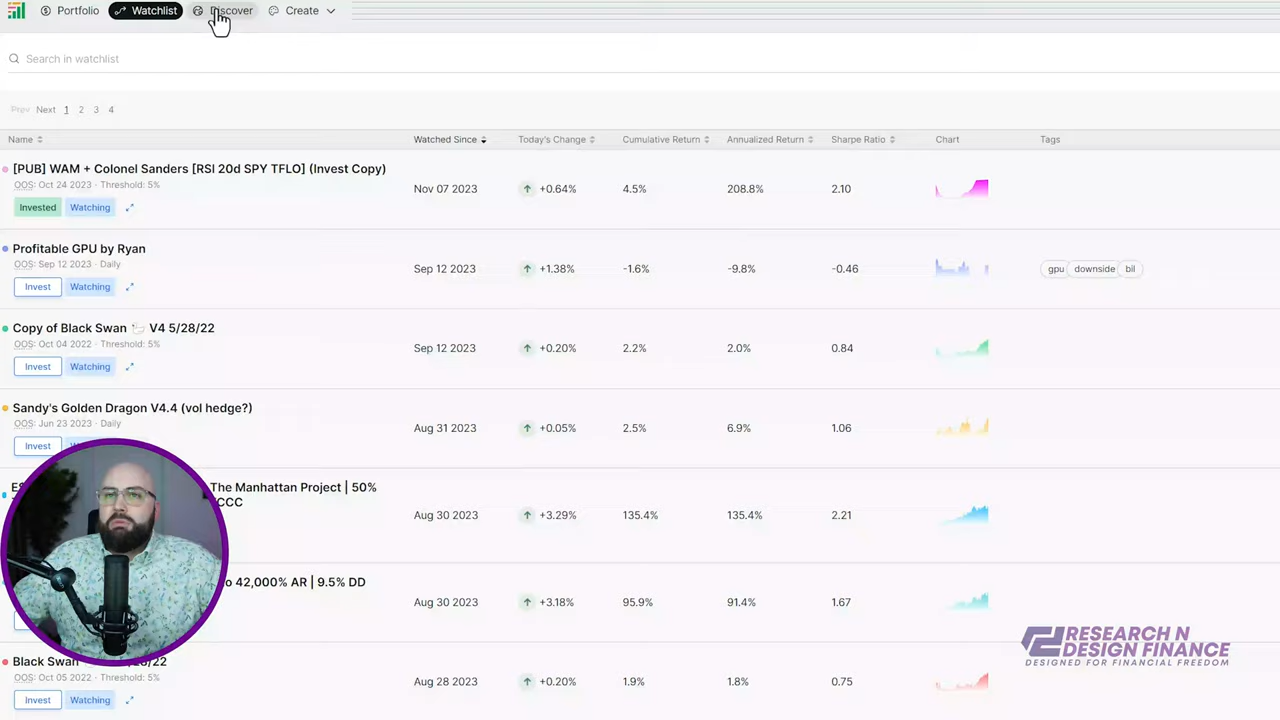 Portfolio Watchlist Discover Create
Search in watchlist
Prev Next 1 2 3 4
Name Watched Since Today's Change Cumulative Return Annualized Return Sharpe Ratio Chart Tags
[PUB] WAM + Colonel Sanders [RSI 20d SPY TFLO] (Invest Copy)
OOS: Oct 24 2023 · Threshold: 5%
Nov 07 2023 +0.64% 4.5% 208.8% 2.10
Invested Watching
Profitable GPU by Ryan
OOS: Sep 12 2023 · Daily
Sep 12 2023 +1.38% -1.6% -9.8% -0.46 gpu downside bil
Invest Watching
Copy of Black Swan 🦢 V4 5/28/22
OOS: Oct 04 2022 · Threshold: 5%
Sep 12 2023 +0.20% 2.2% 2.0% 0.84
Invest Watching
Sandy's Golden Dragon V4.4 (vol hedge?)
OOS: Jun 23 2023 · Daily
Aug 31 2023 +0.05% 2.5% 6.9% 1.06
Invest
The Manhattan Project | 50%
CCC
Aug 30 2023 +3.29% 135.4% 135.4% 2.21
42,000% AR | 9.5% DD
Aug 30 2023 +3.18% 95.9% 91.4% 1.67
Black Swan
OOS: Oct 05 2022 · Threshold: 5%
Aug 28 2023 +0.20% 1.9% 1.8% 0.75
Invest Watching
RESEARCH N
DESIGN FINANCE
DESIGNED FOR FINANCIAL FREEDOM